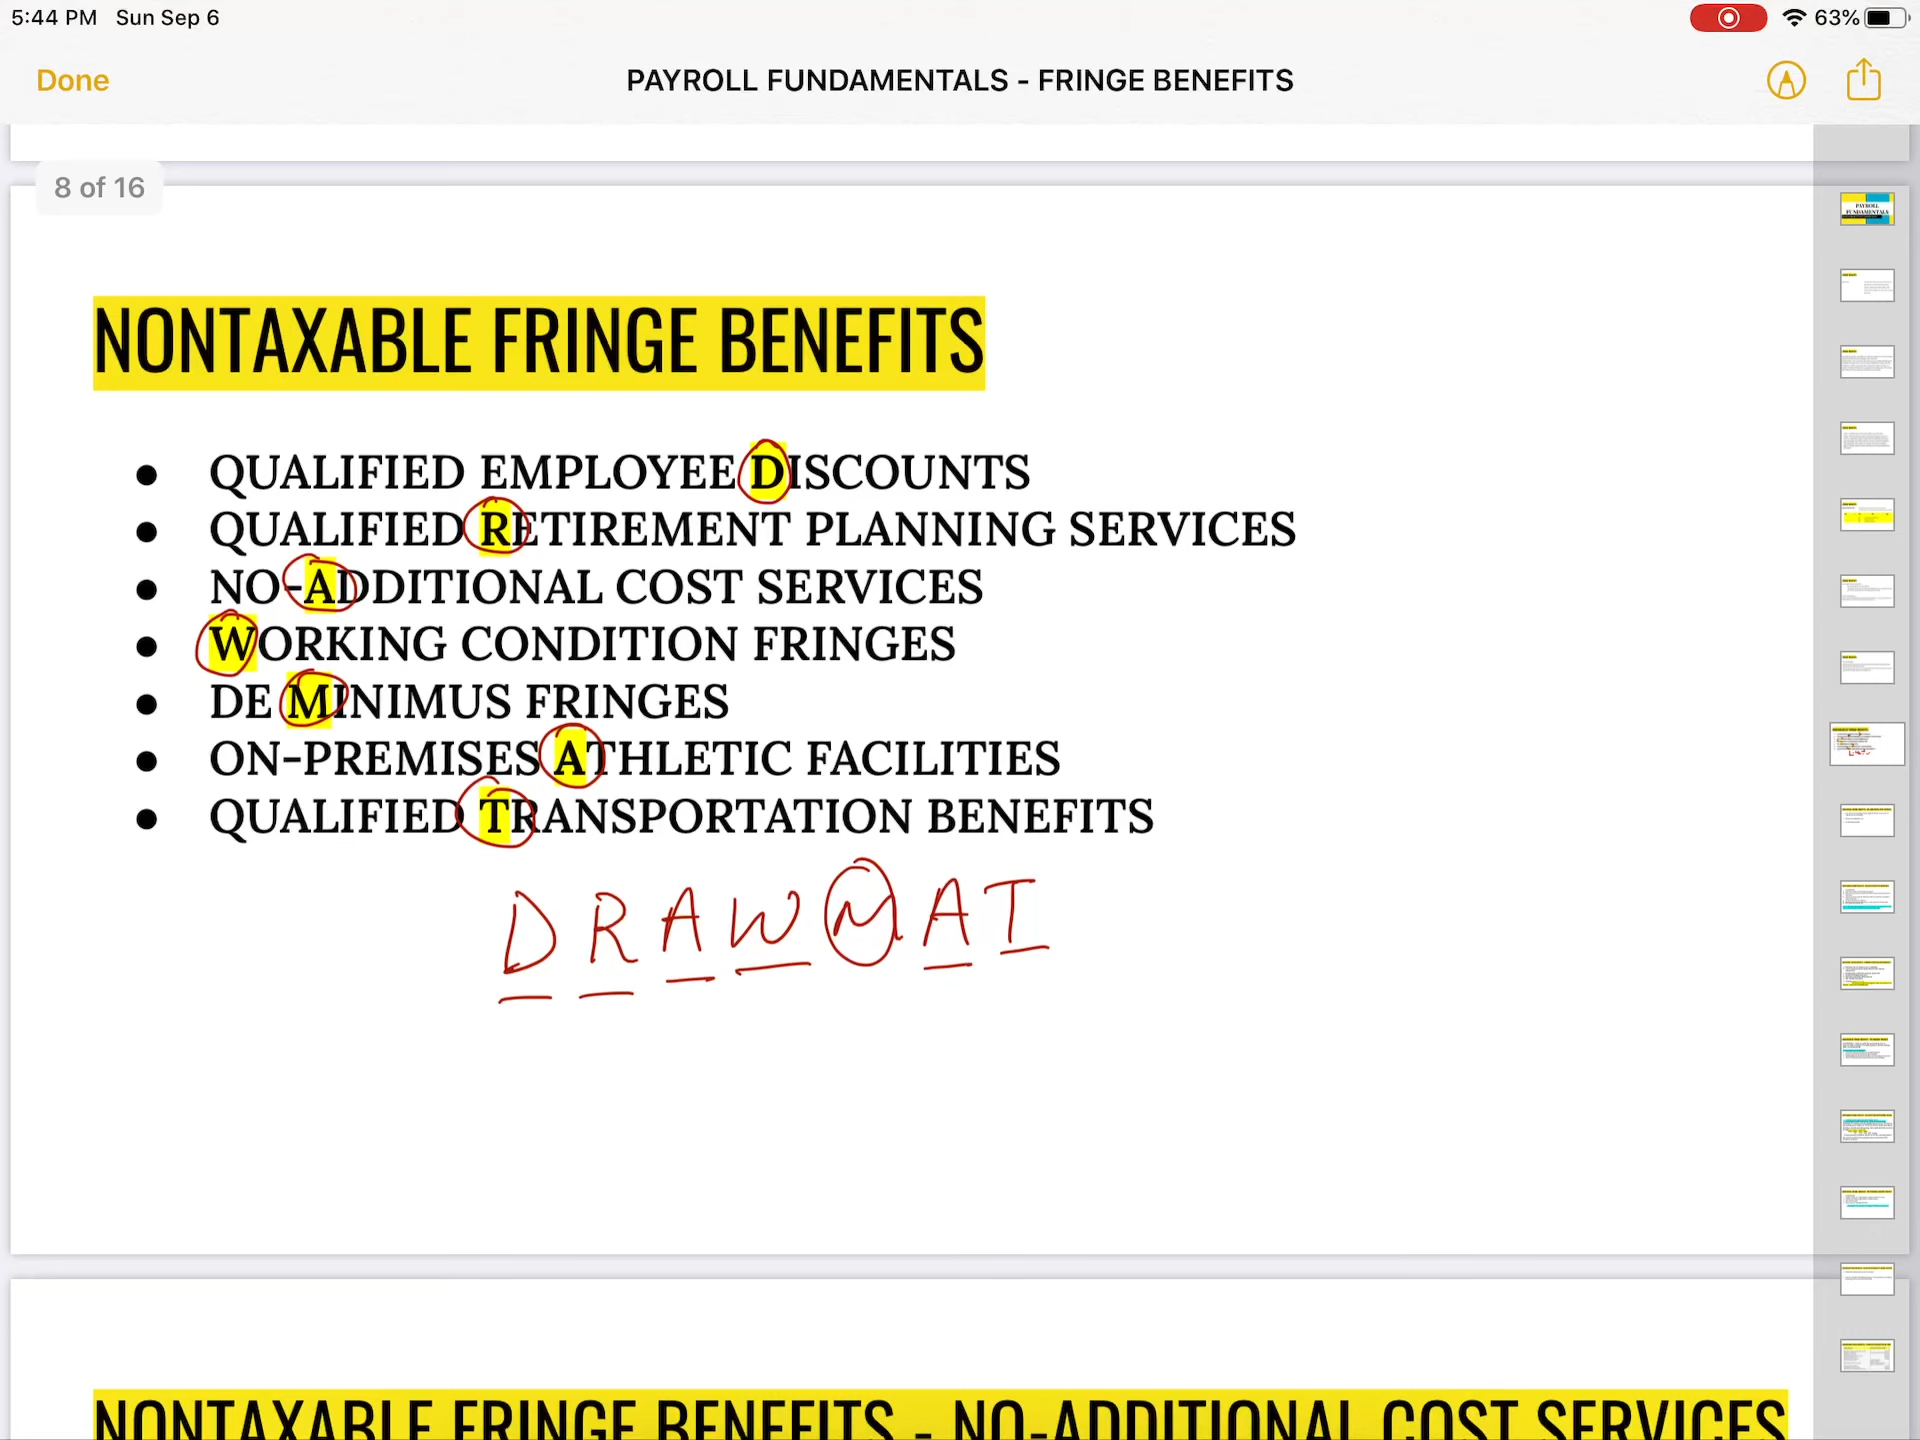 5:44 PM Sun Sep 6
63%
Done
PAYROLL FUNDAMENTALS - FRINGE BENEFITS
8 of 16
NONTAXABLE FRINGE BENEFITS
● QUALIFIED EMPLOYEE DISCOUNTS
● QUALIFIED RETIREMENT PLANNING SERVICES
● NO-ADDITIONAL COST SERVICES
● WORKING CONDITION FRINGES
● DE MINIMUS FRINGES
● ON-PREMISES ATHLETIC FACILITIES
● QUALIFIED TRANSPORTATION BENEFITS
D R A W M A T
NONTAXABLE FRINGE BENEFITS - NO-ADDITIONAL COST SERVICES
PAYROLL
FUNDAMENTALS